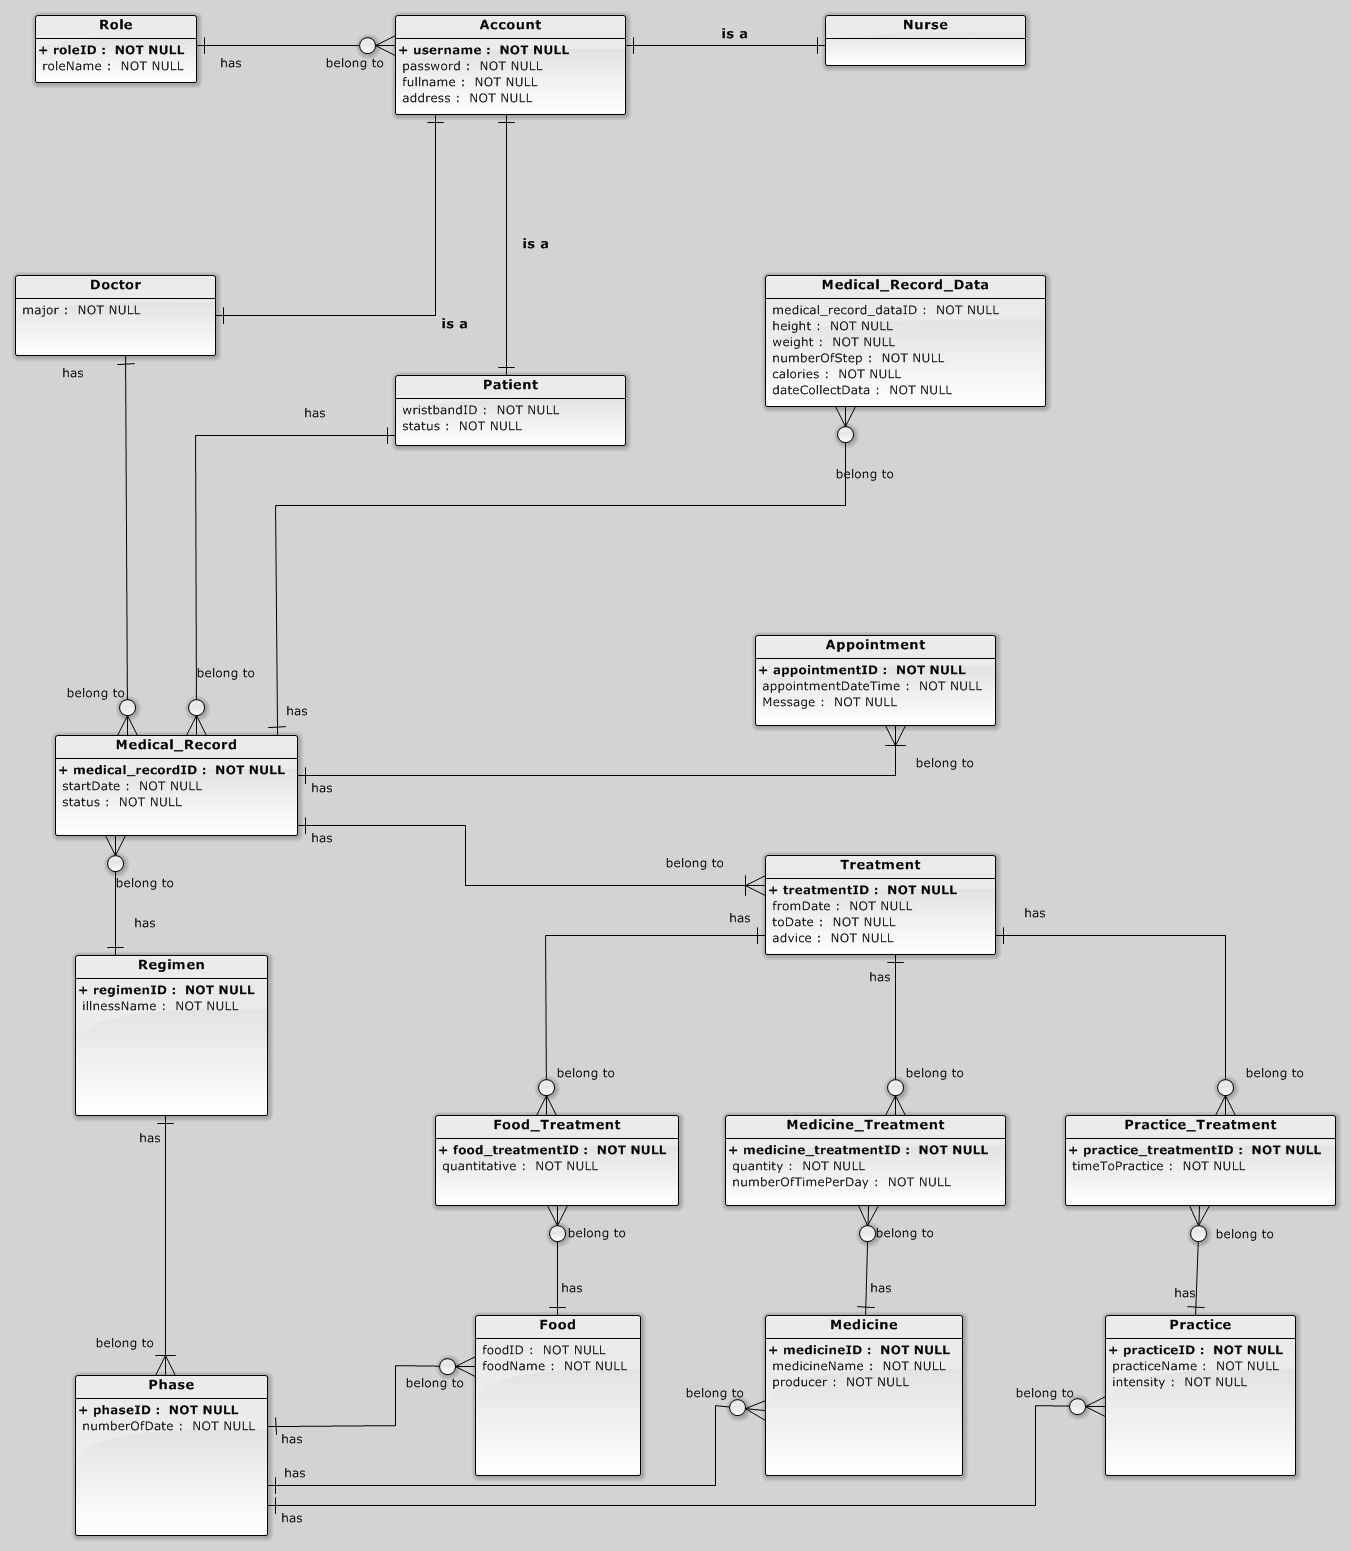 Role
+ roleID :  NOT NULL
roleName :  NOT NULL
has
belong to
Account
+ username :  NOT NULL
password :  NOT NULL
fullname :  NOT NULL
address :  NOT NULL
is a
Nurse
is a
is a
Doctor
major :  NOT NULL
has
Patient
wristbandID :  NOT NULL
status :  NOT NULL
has
Medical_Record_Data
medical_record_dataID :  NOT NULL
height :  NOT NULL
weight :  NOT NULL
numberOfStep :  NOT NULL
calories :  NOT NULL
dateCollectData :  NOT NULL
belong to
belong to
belong to
has
Appointment
+ appointmentID :  NOT NULL
appointmentDateTime :  NOT NULL
Message :  NOT NULL
belong to
Medical_Record
+ medical_recordID :  NOT NULL
startDate :  NOT NULL
status :  NOT NULL
has
has
belong to
has
belong to
Treatment
+ treatmentID :  NOT NULL
fromDate :  NOT NULL
toDate :  NOT NULL
advice :  NOT NULL
has
has
has
Regimen
+ regimenID :  NOT NULL
illnessName :  NOT NULL
has
belong to
belong to
belong to
belong to
Food_Treatment
+ food_treatmentID :  NOT NULL
quantitative :  NOT NULL
belong to
has
Medicine_Treatment
+ medicine_treatmentID :  NOT NULL
quantity :  NOT NULL
numberOfTimePerDay :  NOT NULL
belong to
has
Practice_Treatment
+ practice_treatmentID :  NOT NULL
timeToPractice :  NOT NULL
belong to
has
Phase
+ phaseID :  NOT NULL
numberOfDate :  NOT NULL
has
has
has
belong to
Food
foodID :  NOT NULL
foodName :  NOT NULL
belong to
Medicine
+ medicineID :  NOT NULL
medicineName :  NOT NULL
producer :  NOT NULL
belong to
Practice
+ practiceID :  NOT NULL
practiceName :  NOT NULL
intensity :  NOT NULL